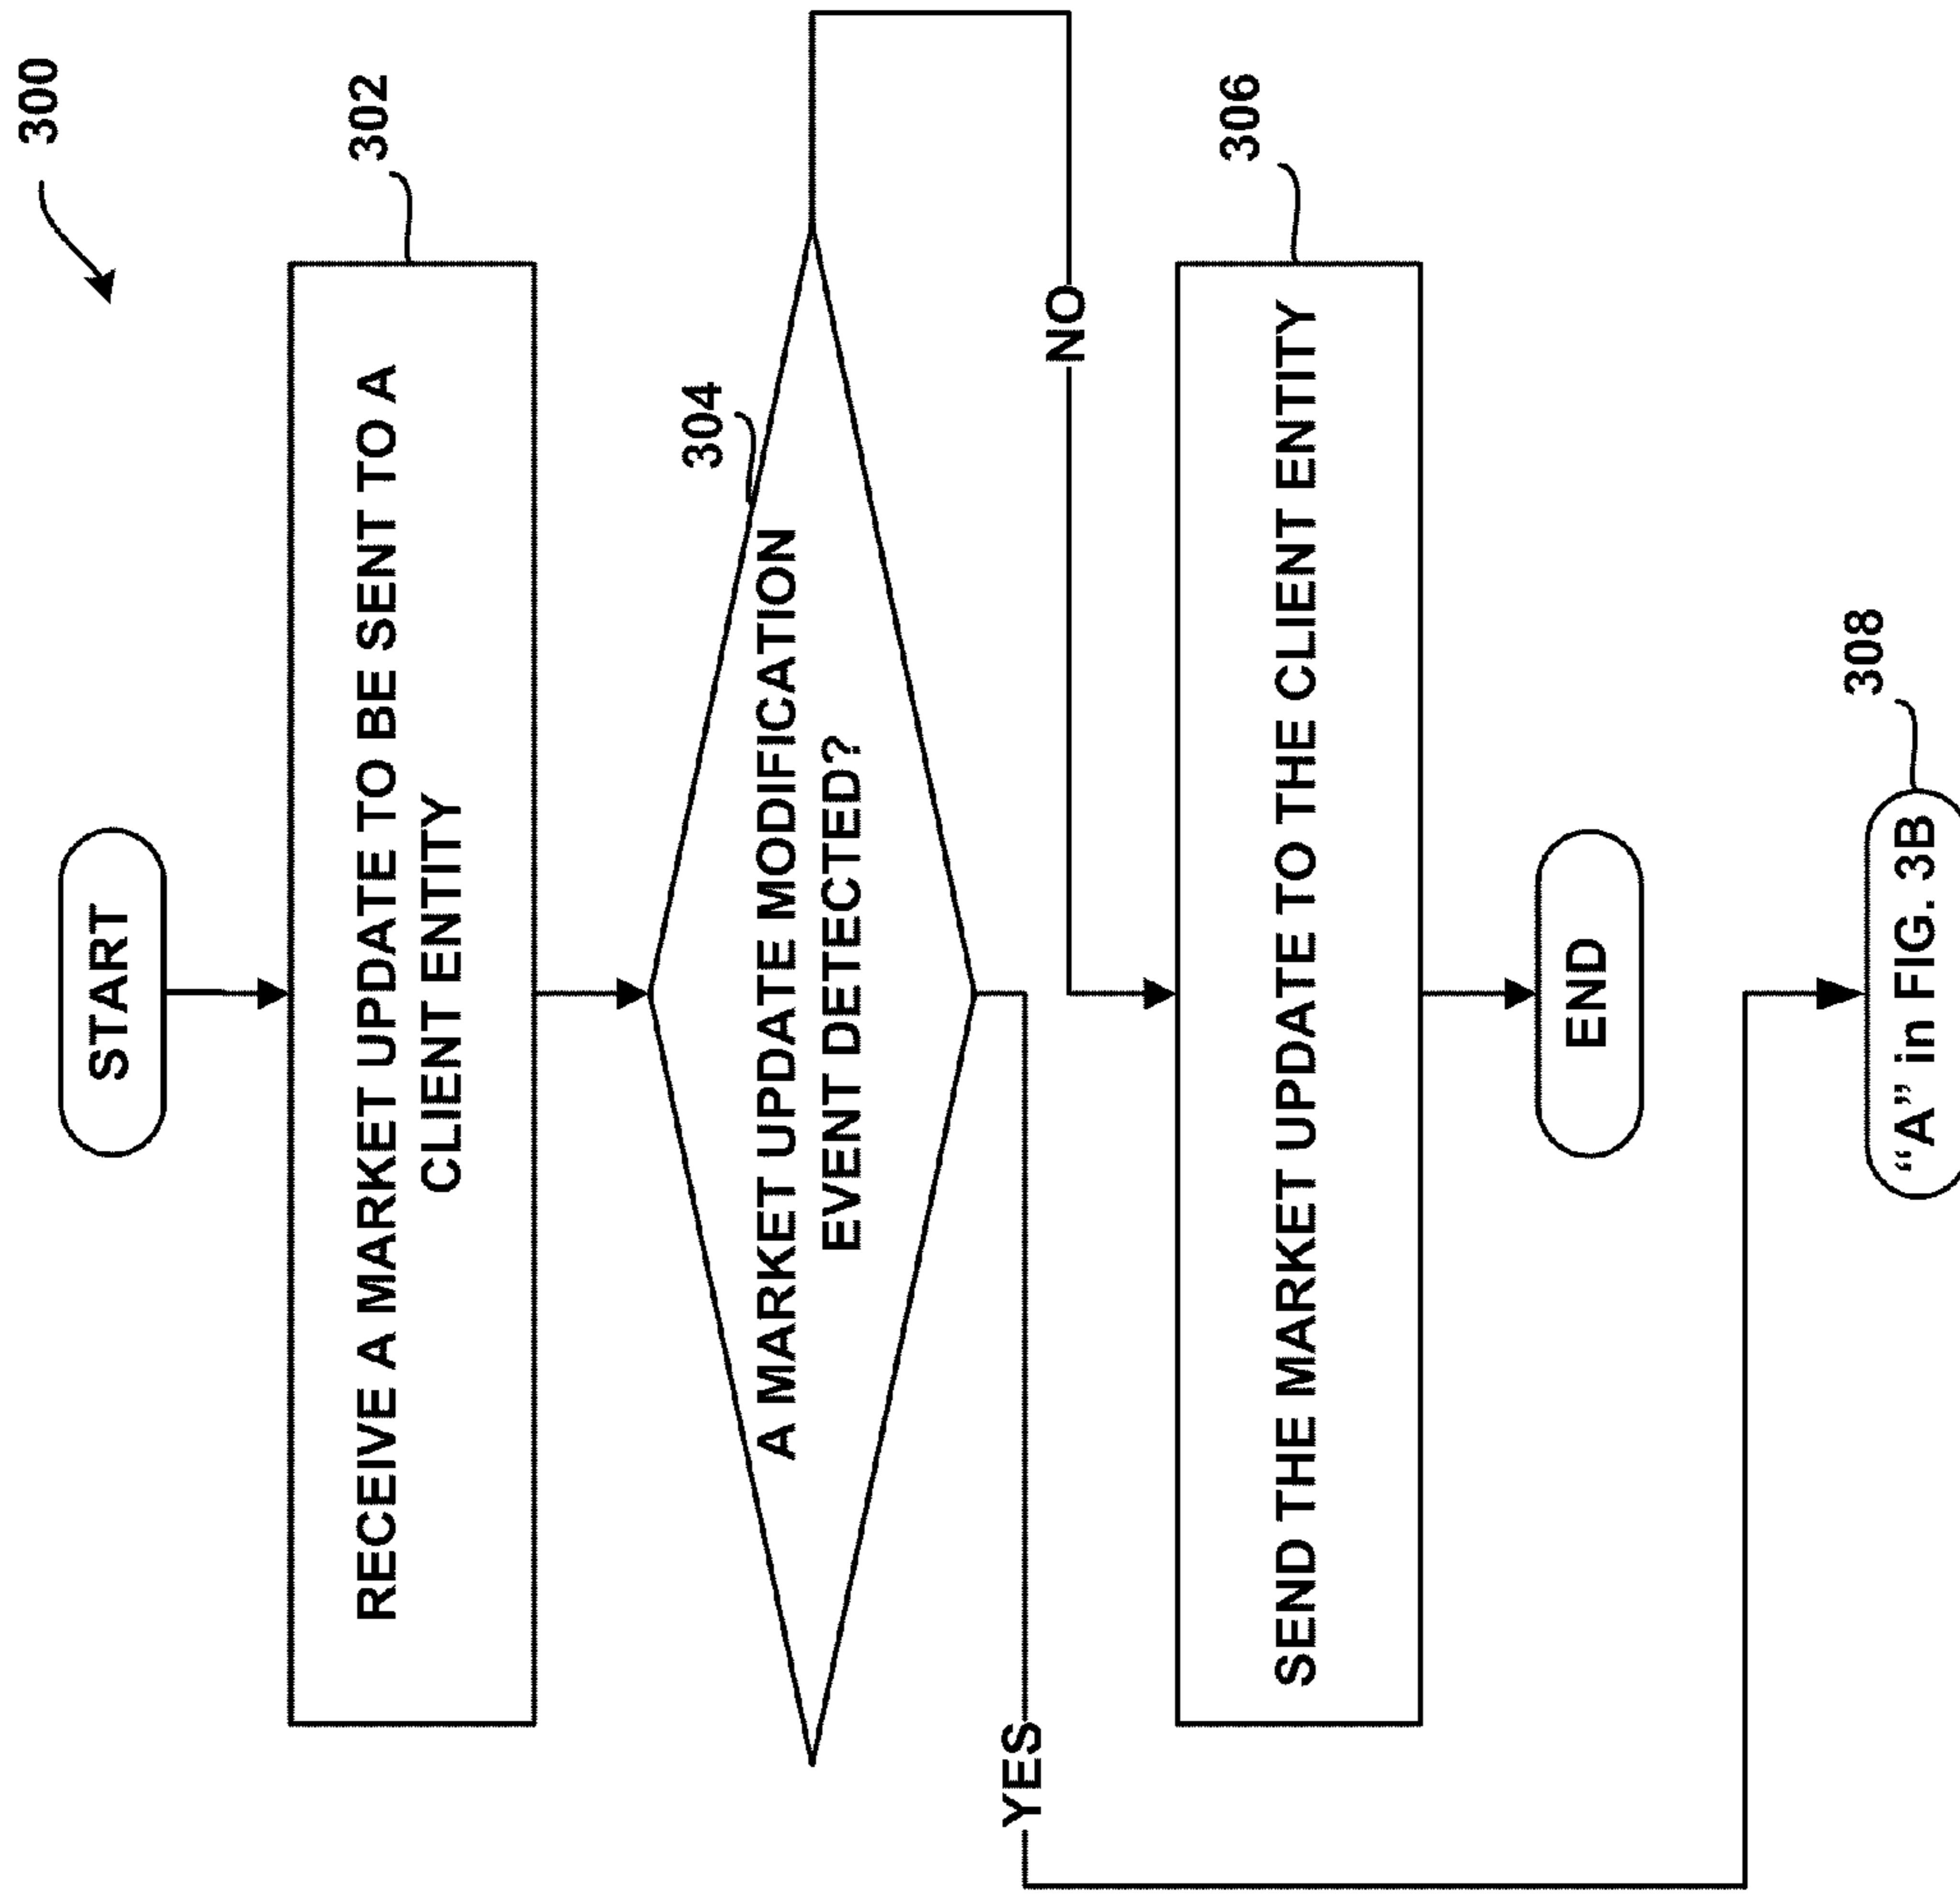 300
START
302
RECEIVE A MARKET UPDATE TO BE SENT TO A
CLIENT ENTITY
304
A MARKET UPDATE MODIFICATION
EVENT DETECTED?
YES
NO
306
SEND THE MARKET UPDATE TO THE CLIENT ENTITY
END
308
“A” in FIG. 3B